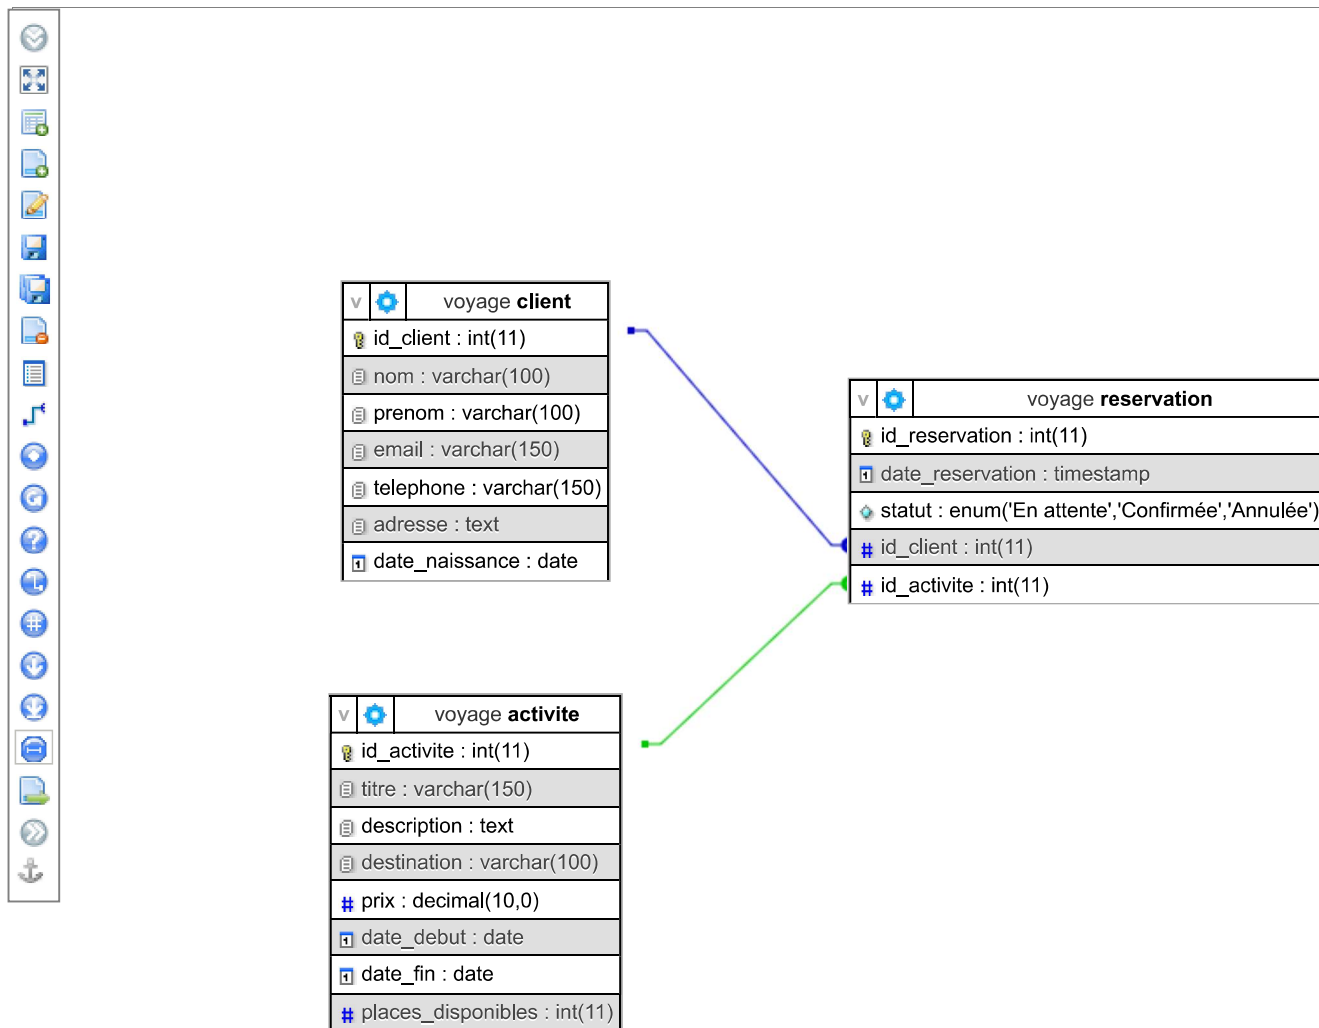 voyage client
id_client : int(11)
nom : varchar(100)
prenom : varchar(100)
email : varchar(150)
telephone : varchar(150)
adresse : text
date_naissance : date
voyage reservation
id_reservation : int(11)
date_reservation : timestamp
statut : enum('En attente','Confirmée','Annulée')
# id_client : int(11)
# id_activite : int(11)
voyage activite
id_activite : int(11)
titre : varchar(150)
description : text
destination : varchar(100)
# prix : decimal(10,0)
date_debut : date
date_fin : date
# places_disponibles : int(11)